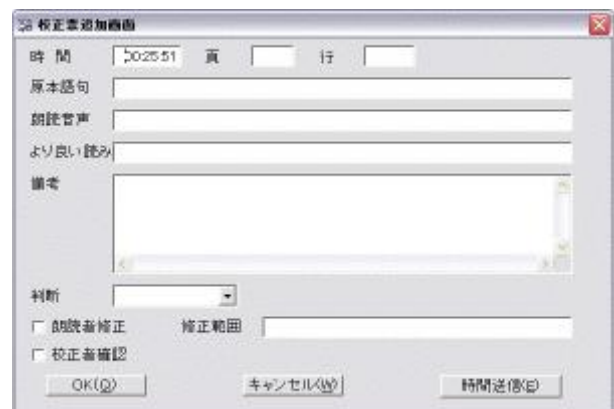 校正票追加画面
時間 00:25:51 頁 行
原本語句
朗読音声
より良い読み
備考
判断
朗読者修正 修正範囲
校正者確認
OK(O) キャンセル(W) 時間送信(E)